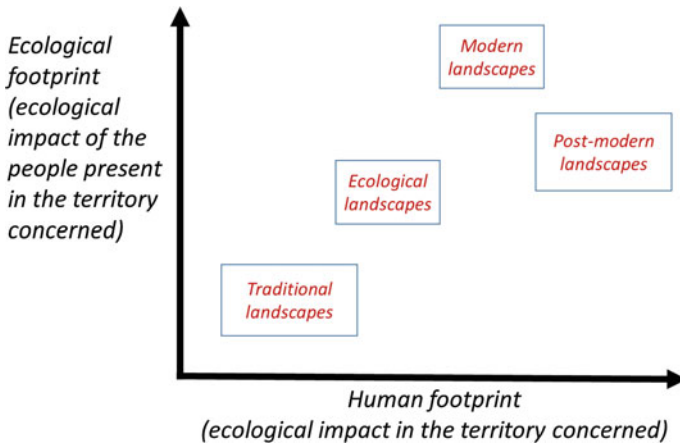 Ecological
footprint
(ecological
impact of the
people present
in the territory
concerned)
Modern
landscapes
Post-modern
landscapes
Ecological
landscapes
Traditional
landscapes
Human footprint
(ecological impact in the territory concerned)